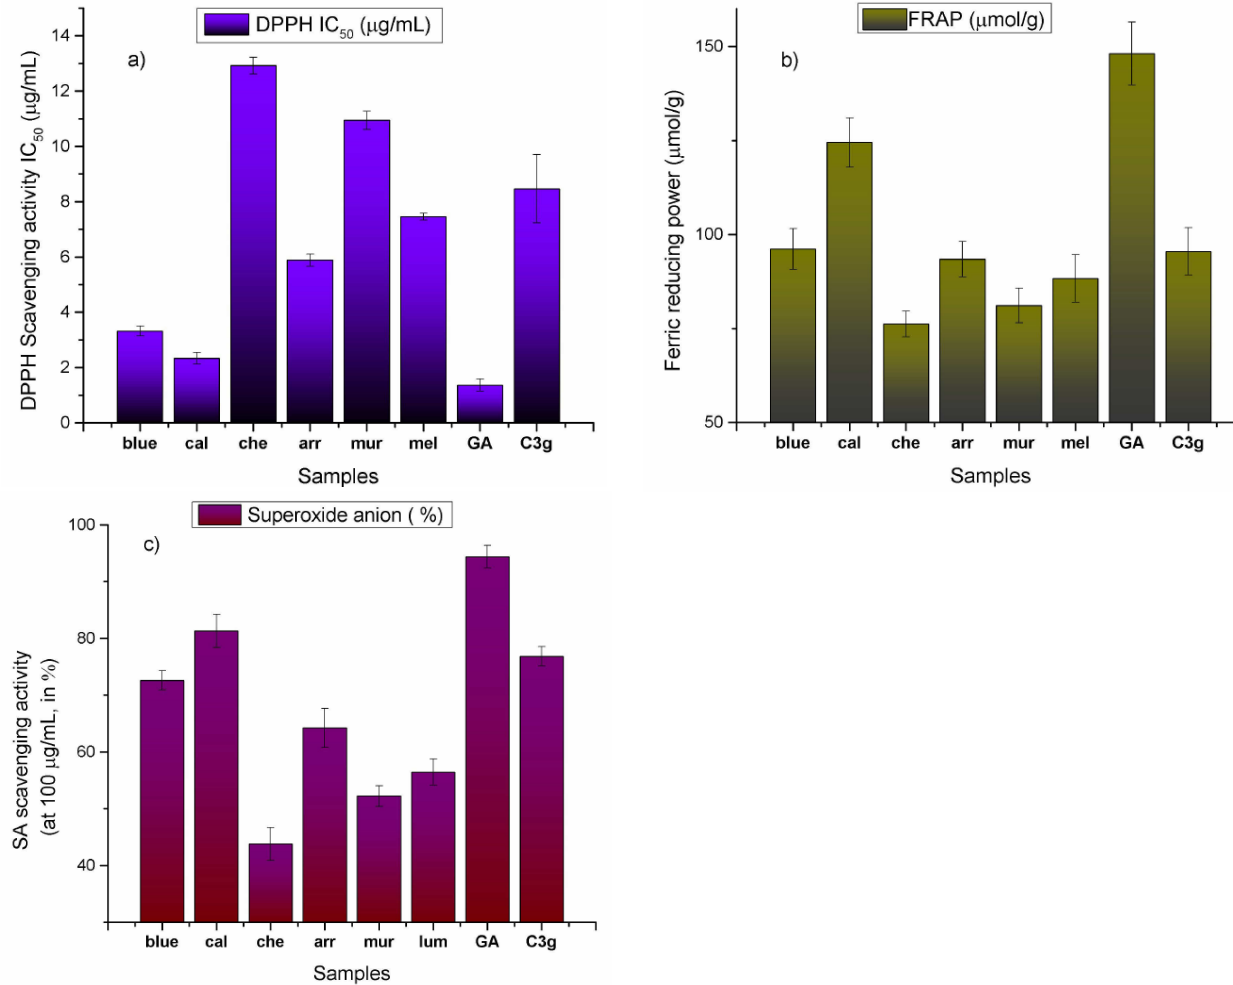 DPPH IC50 (μg/mL)
a)
DPPH Scavenging activity IC50 (μg/mL)
14
12
10
8
6
4
2
0
blue cal che arr mur mel GA C3g
Samples
FRAP (μmol/g)
b)
Ferric reducing power (μmol/g)
150
100
50
blue cal che arr mur mel GA C3g
Samples
Superoxide anion ( %)
c)
SA scavenging activity
(at 100 μg/mL, in %)
100
80
60
40
blue cal che arr mur lum GA C3g
Samples